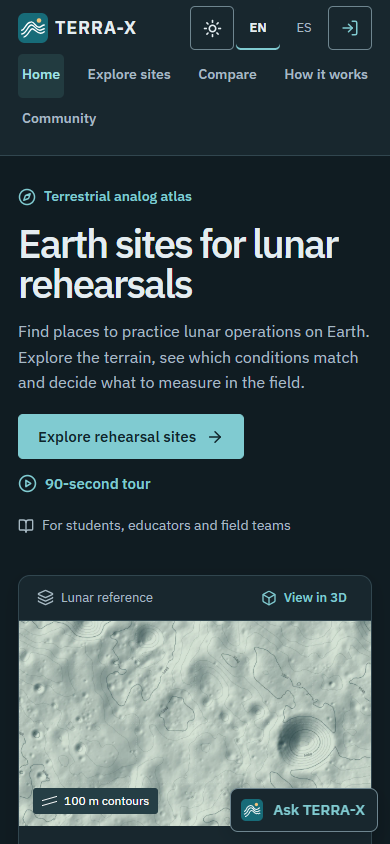 TERRA-X
EN
ES
Home
Explore sites
Compare
How it works
Community
Terrestrial analog atlas
Earth sites for lunar
rehearsals
Find places to practice lunar operations on Earth.
Explore the terrain, see which conditions match
and decide what to measure in the field.
Explore rehearsal sites
90-second tour
For students, educators and field teams
Lunar reference
View in 3D
100 m contours
Ask TERRA-X